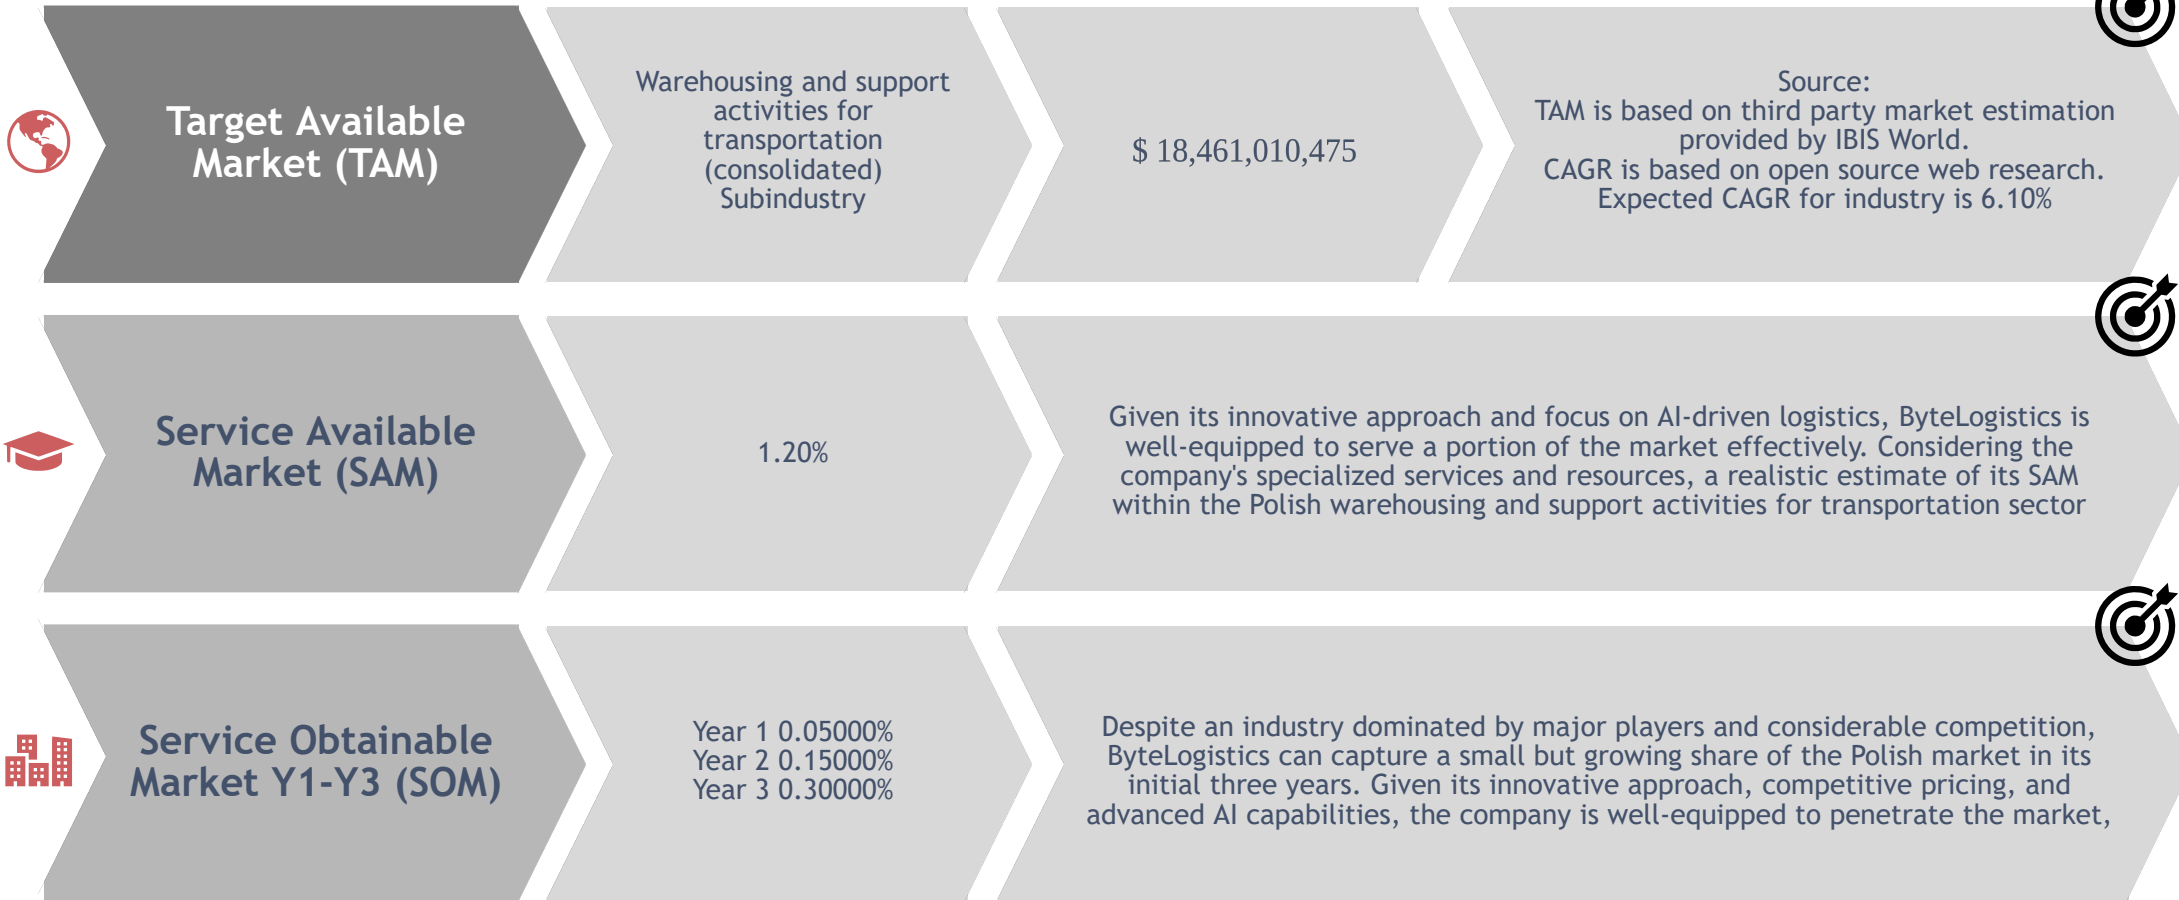 Target Available
Market (TAM)
Warehousing and support
activities for
transportation
(consolidated)
Subindustry
$ 18,461,010,475
Source:
TAM is based on third party market estimation
provided by IBIS World.
CAGR is based on open source web research.
Expected CAGR for industry is 6.10%
Service Available
Market (SAM)
1.20%
Given its innovative approach and focus on AI-driven logistics, ByteLogistics is
well-equipped to serve a portion of the market effectively. Considering the
company's specialized services and resources, a realistic estimate of its SAM
within the Polish warehousing and support activities for transportation sector
Service Obtainable
Market Y1-Y3 (SOM)
Year 1 0.05000%
Year 2 0.15000%
Year 3 0.30000%
Despite an industry dominated by major players and considerable competition,
ByteLogistics can capture a small but growing share of the Polish market in its
initial three years. Given its innovative approach, competitive pricing, and
advanced AI capabilities, the company is well-equipped to penetrate the market,